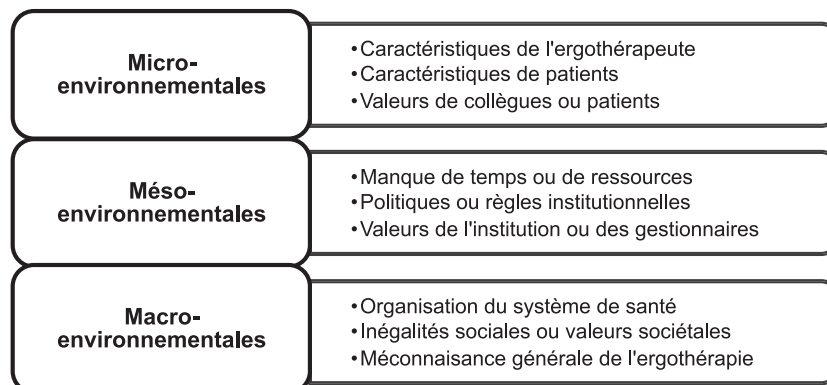 Micro-
environnementales
•Caractéristiques de l'ergothérapeute
•Caractéristiques de patients
•Valeurs de collègues ou patients
Méso-
environnementales
•Manque de temps ou de ressources
•Politiques ou règles institutionnelles
•Valeurs de l'institution ou des gestionnaires
Macro-
environnementales
•Organisation du système de santé
•Inégalités sociales ou valeurs sociétales
•Méconnaisance générale de l'ergothérapie